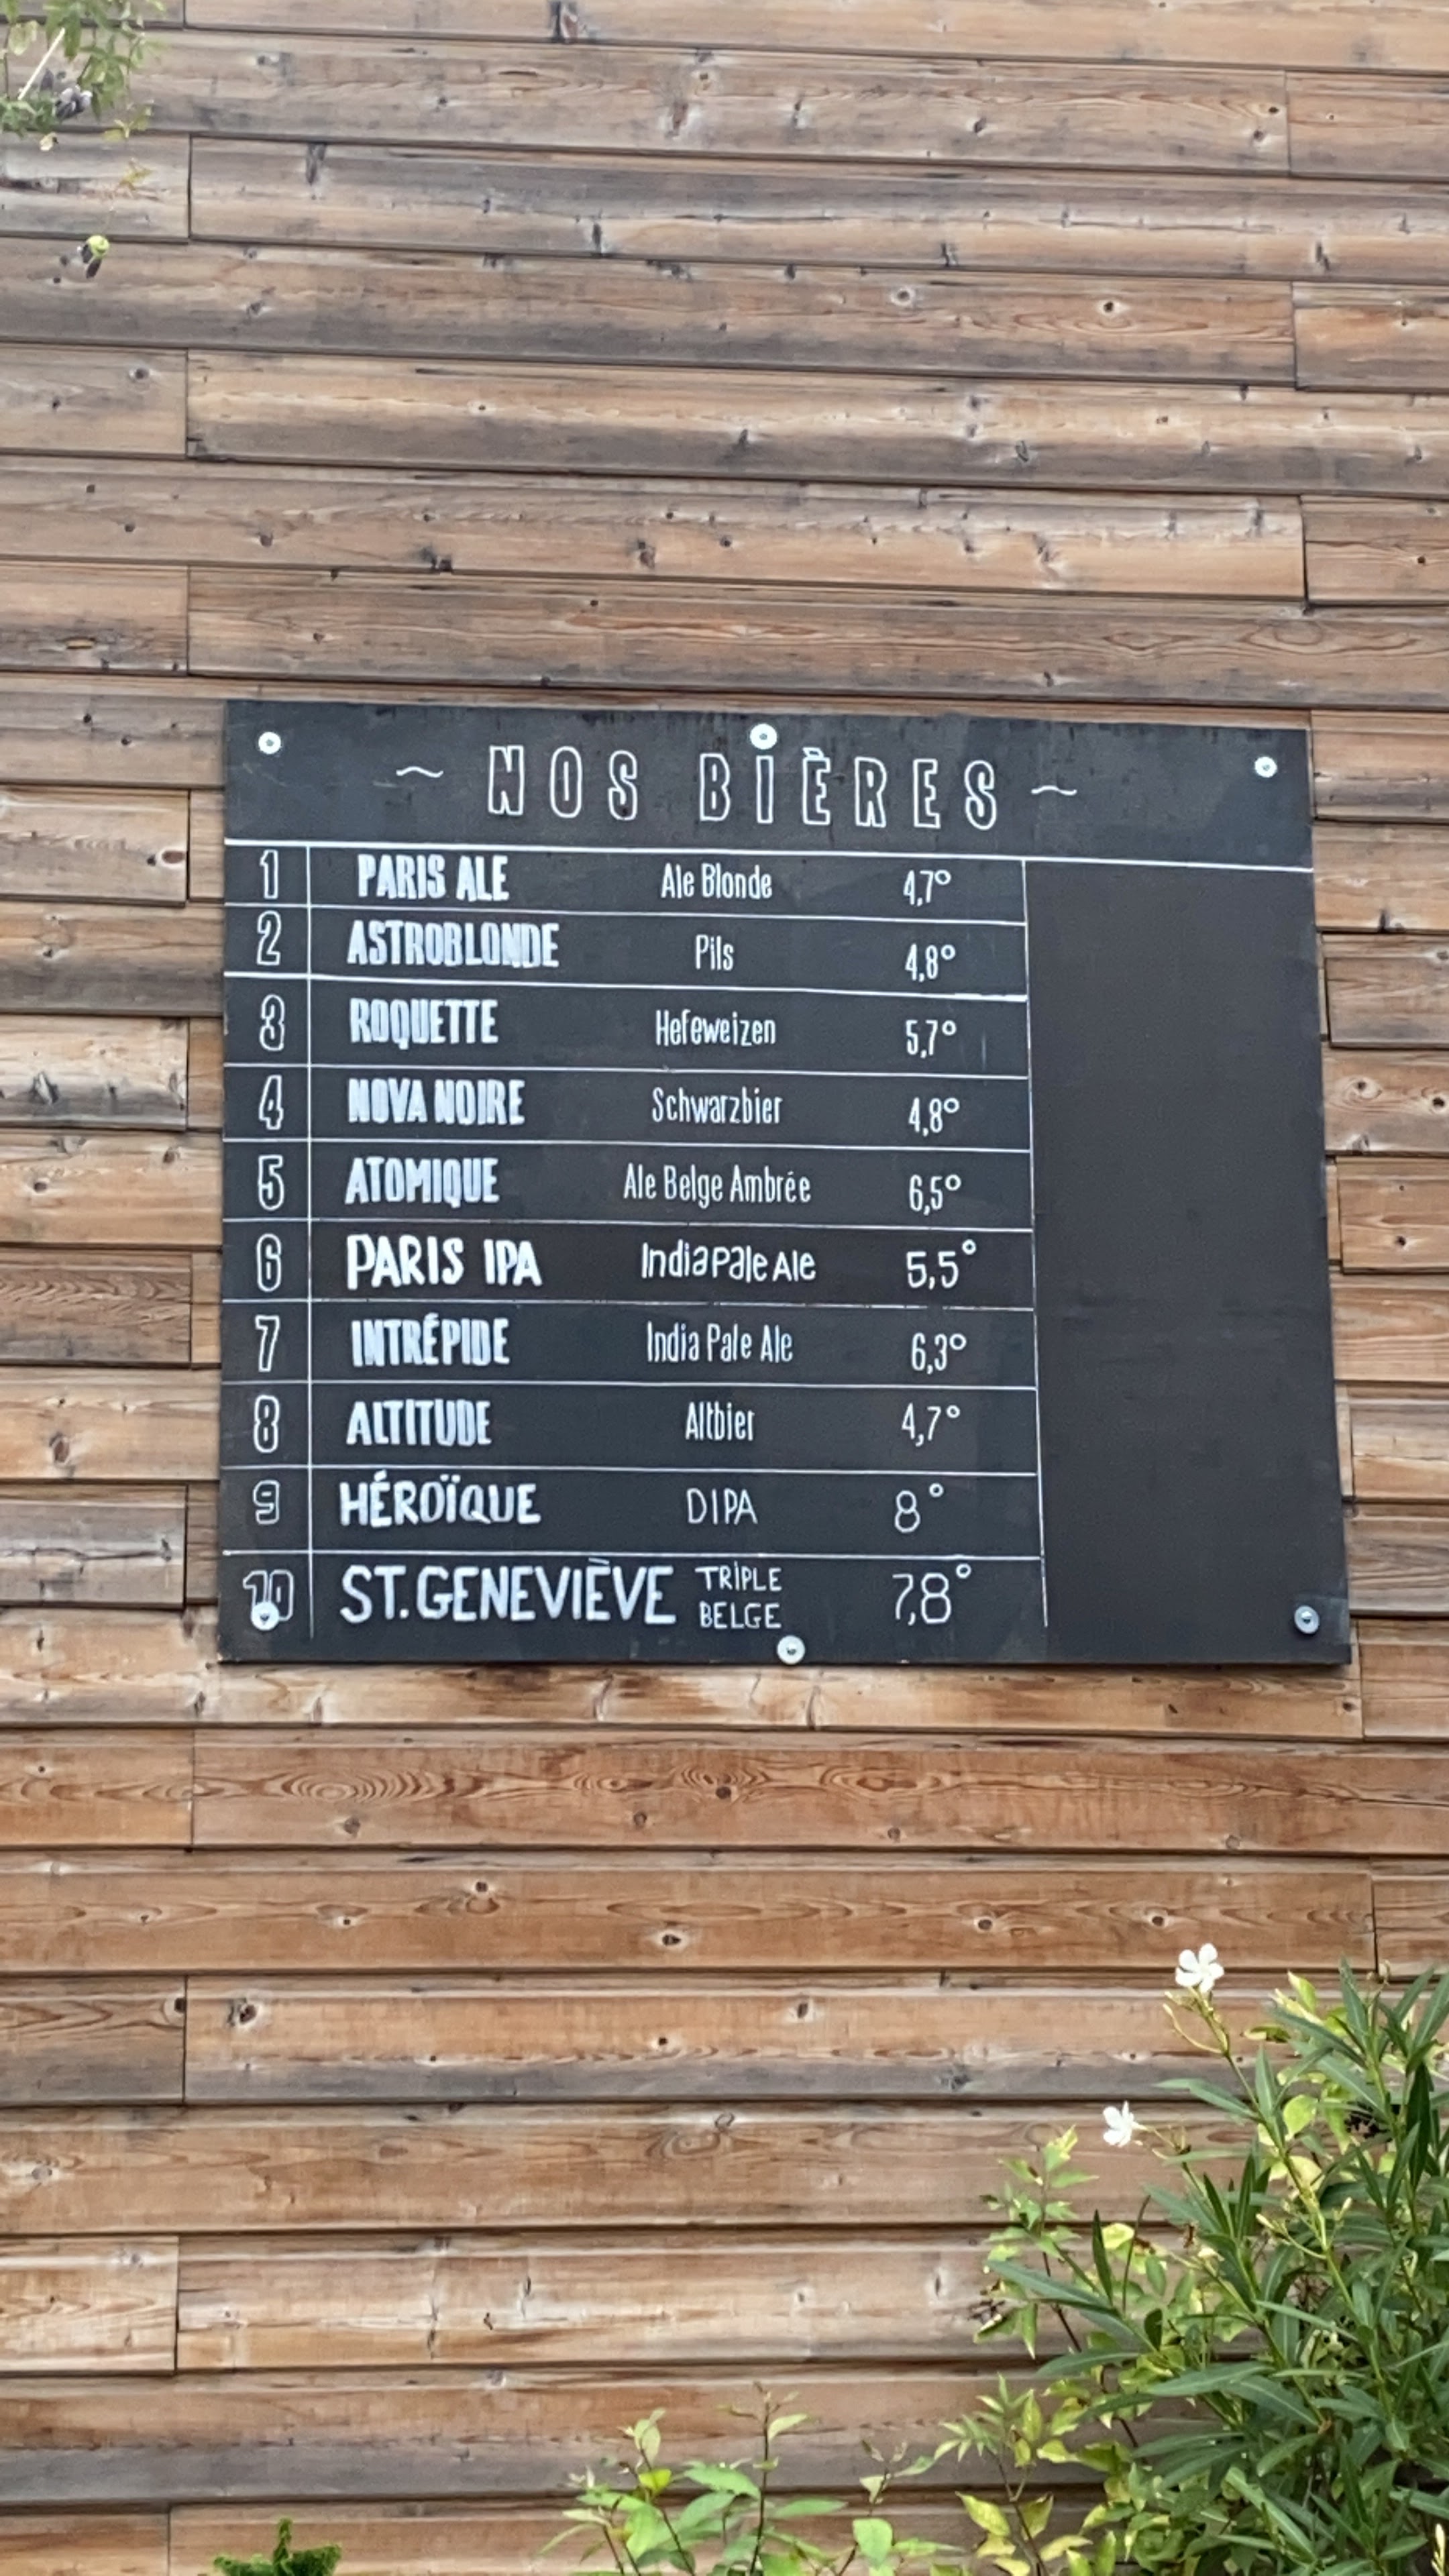 ~ NOS BIÈRES ~
1 PARIS ALE Ale Blonde 4,7°
2 ASTROBLONDE Pils 4,8°
3 ROQUETTE Hefeweizen 5,7°
4 NOVA NOIRE Schwarzbier 4,8°
5 ATOMIQUE Ale Belge Ambrée 6,5°
6 PARIS IPA India Pale Ale 5,5°
7 INTRÉPIDE India Pale Ale 6,3°
8 ALTITUDE Altbier 4,7°
9 HÉROÏQUE DIPA 8°
10 ST. GENEVIÈVE TRIPLE BELGE 7,8°